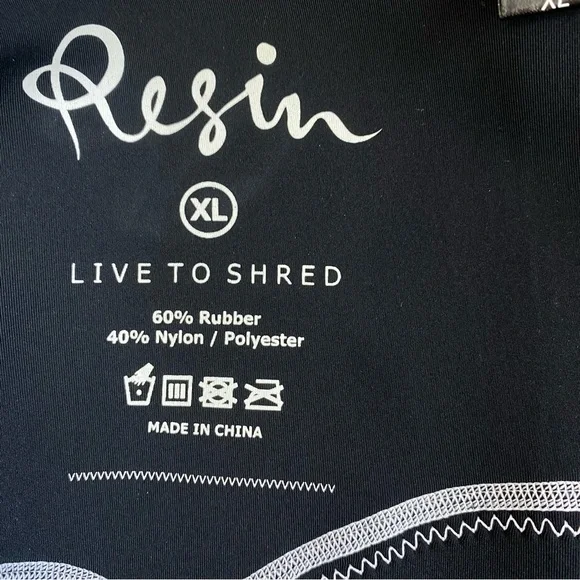 XL
Resin
XL
LIVE TO SHRED
60% Rubber
40% Nylon / Polyester
MADE IN CHINA